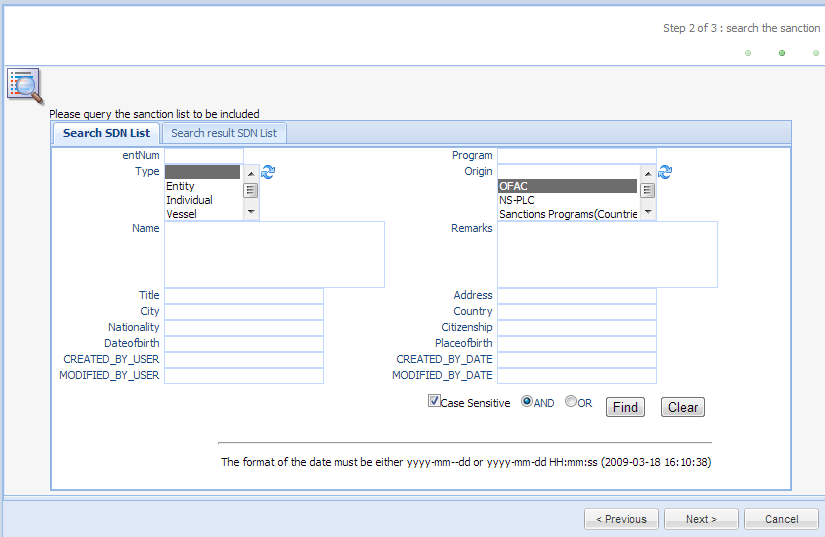 Step 2 of 3 : search the sanction
Please query the sanction list to be included
Search SDN List Search result SDN List
entNum Program
Type Origin
Entity OFAC
Individual NS-PLC
Vessel Sanctions Programs(Countrie
Name Remarks
Title Address
City Country
Nationality Citizenship
Dateofbirth Placeofbirth
CREATED_BY_USER CREATED_BY_DATE
MODIFIED_BY_USER MODIFIED_BY_DATE
Case Sensitive AND OR Find Clear
The format of the date must be either yyyy-mm--dd or yyyy-mm-dd HH:mm:ss (2009-03-18 16:10:38)
< Previous Next > Cancel